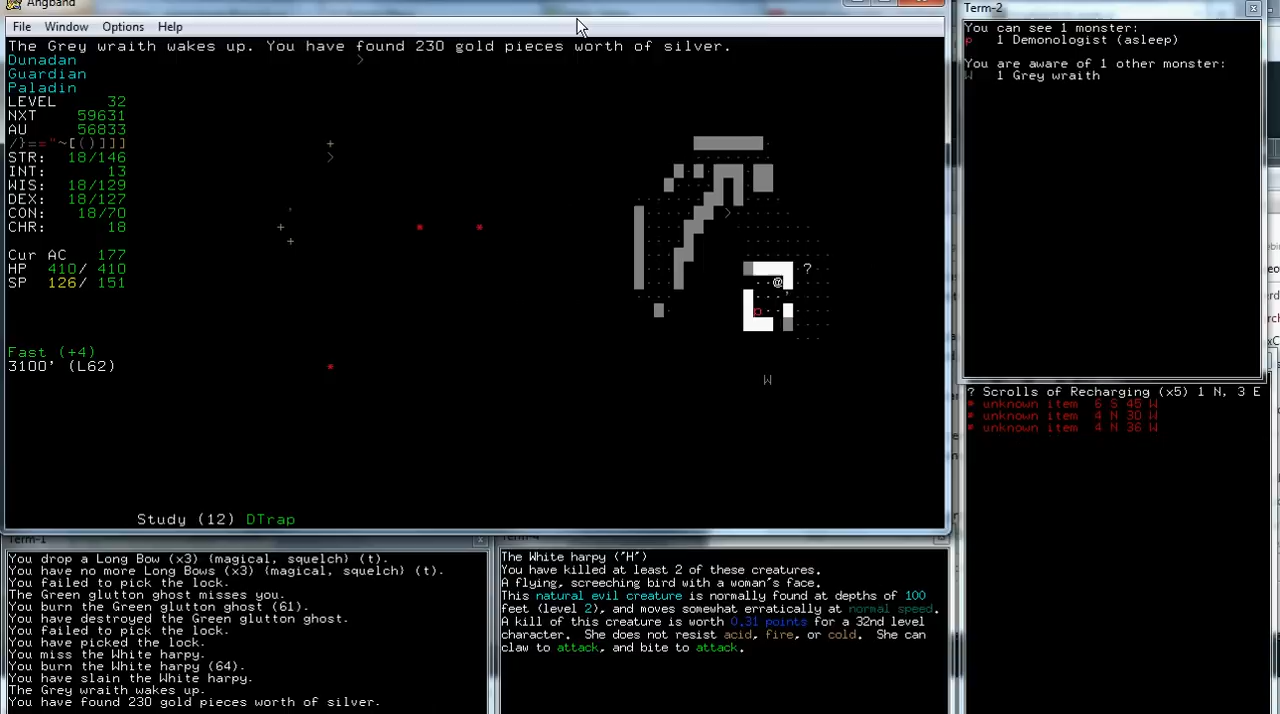 Angband
File Window Options Help
The Grey wraith wakes up. You have found 230 gold pieces worth of silver.
Dunadan
Guardian
Paladin
LEVEL 32
NXT 59631
AU 56833
/}=="~[()]]]
STR: 18/146
INT: 13
WIS: 18/129
DEX: 18/127
CON: 18/70
CHR: 18
Cur AC 177
HP 410/ 410
SP 126/ 151
Fast (+4)
3100' (L62)
Study (12) DTrap
Term-2
You can see 1 monster:
p 1 Demonologist (asleep)
You are aware of 1 other monster:
W 1 Grey wraith
? Scrolls of Recharging (x5) 1 N, 3 E
* unknown item 6 S 45 W
* unknown item 4 N 30 W
* unknown item 4 N 36 W
Term-1
You drop a Long Bow (x3) {magical, squelch} (t).
You have no more Long Bows (x3) {magical, squelch} (t).
You failed to pick the lock.
The Green glutton ghost misses you.
You burn the Green glutton ghost (61).
You have destroyed the Green glutton ghost.
You failed to pick the lock.
You have picked the lock.
You miss the White harpy.
You burn the White harpy (64).
You have slain the White harpy.
The Grey wraith wakes up.
You have found 230 gold pieces worth of silver.
Term-4
The White harpy ("H")
You have killed at least 2 of these creatures.
A flying, screeching bird with a woman's face.
This natural evil creature is normally found at depths of 100
feet (level 2), and moves somewhat erratically at normal speed.
A kill of this creature is worth 0.31 points for a 32nd level
character. She does not resist acid, fire, or cold. She can
claw to attack, and bite to attack.